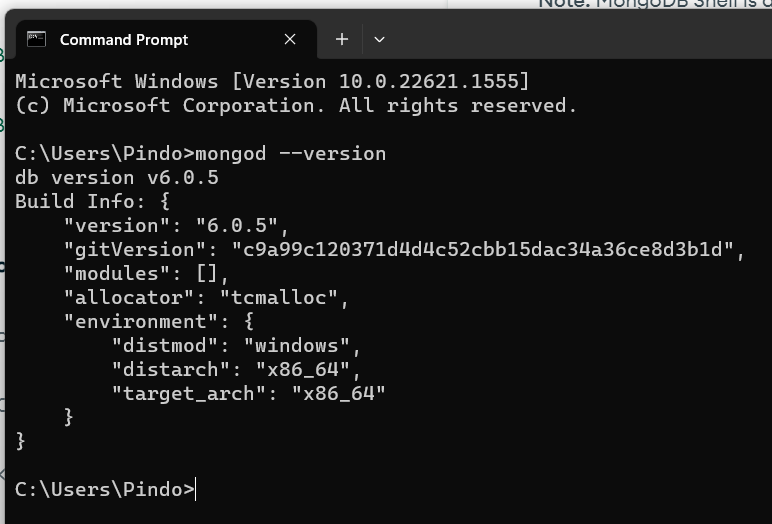 Note: MongoDB Shell is
Command Prompt
Microsoft Windows [Version 10.0.22621.1555]
(c) Microsoft Corporation. All rights reserved.
C:\Users\Pindo>mongod --version
db version v6.0.5
Build Info: {
    "version": "6.0.5",
    "gitVersion": "c9a99c120371d4d4c52cbb15dac34a36ce8d3b1d",
    "modules": [],
    "allocator": "tcmalloc",
    "environment": {
        "distmod": "windows",
        "distarch": "x86_64",
        "target_arch": "x86_64"
    }
}
C:\Users\Pindo>